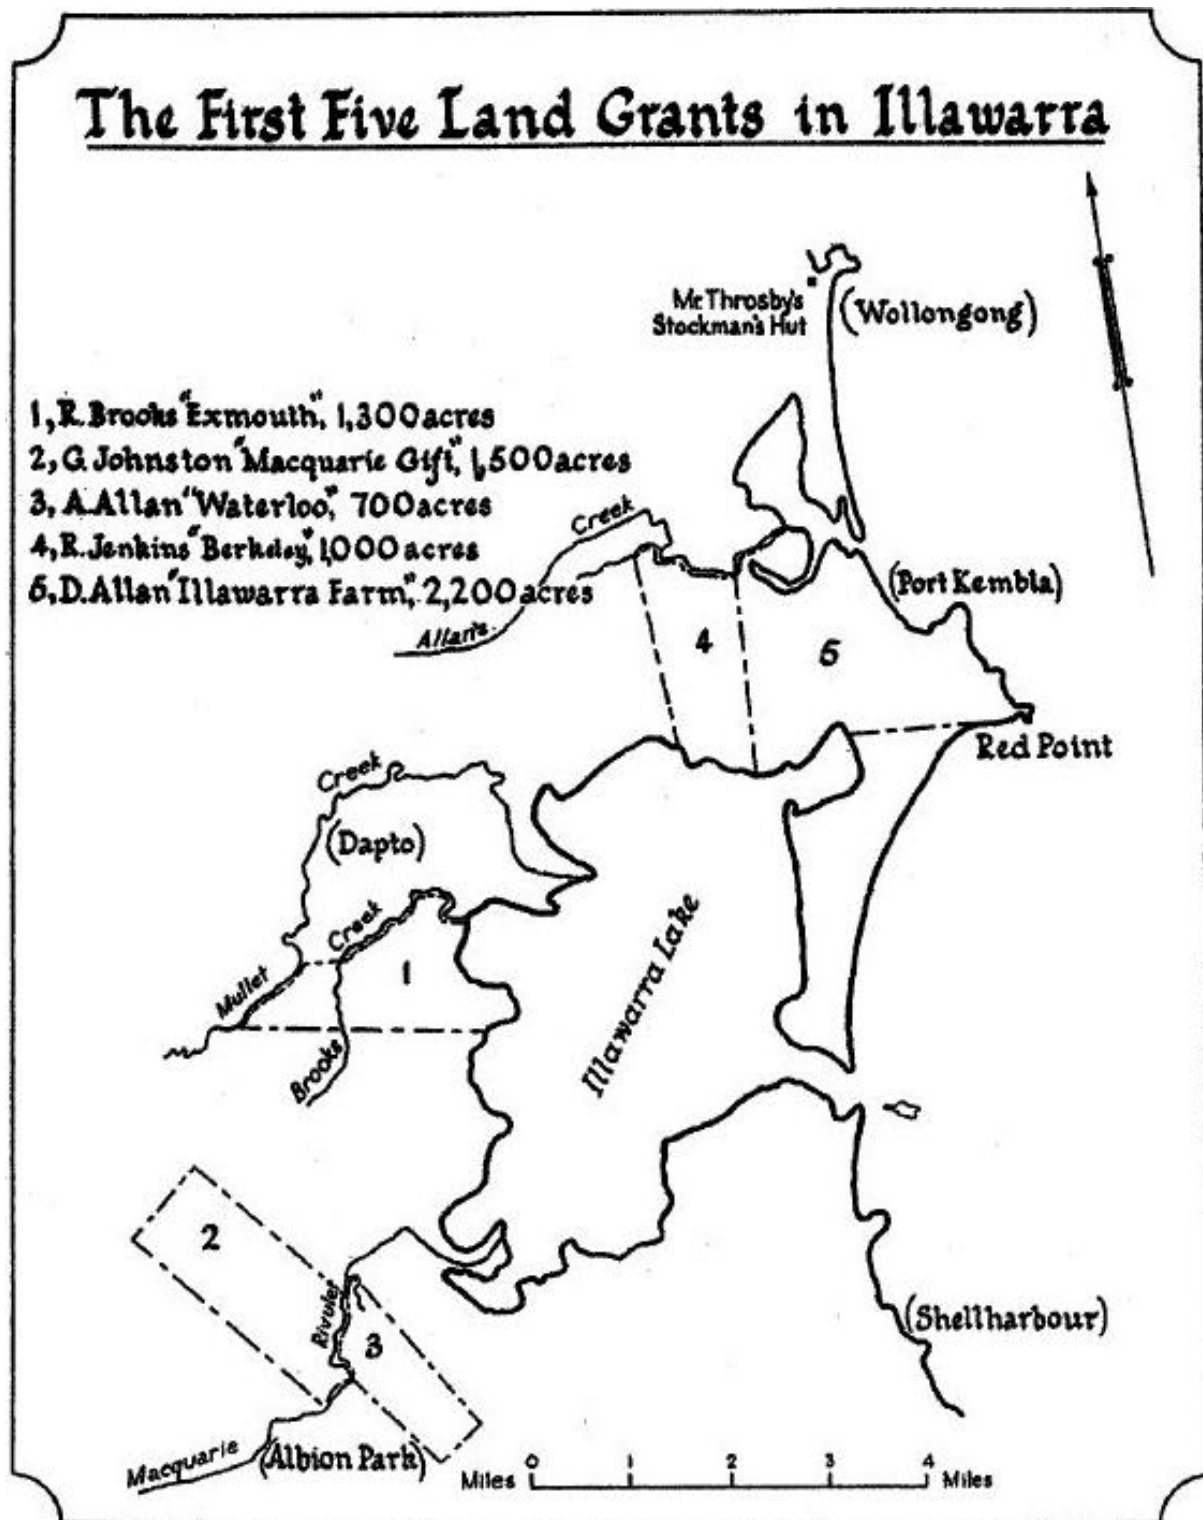 The First Five Land Grants in Illawarra
Mr. Throsby's
Stockman's Hut
(Wollongong)
1, R. Brooks "Exmouth", 1,300 acres
2, G. Johnston "Macquarie Gift", 1,500 acres
3, A. Allan "Waterloo", 700 acres
4, R. Jenkins "Berkeley", 1,000 acres
5, D. Allan "Illawarra Farm", 2,200 acres
Creek
Allan's
(Port Kembla)
4
5
Red Point
Creek
(Dapto)
Creek
Mullet
1
Brooks
Illawarra Lake
2
Rivulet
3
(Shellharbour)
Macquarie
(Albion Park)
Miles 0 1 2 3 4 Miles